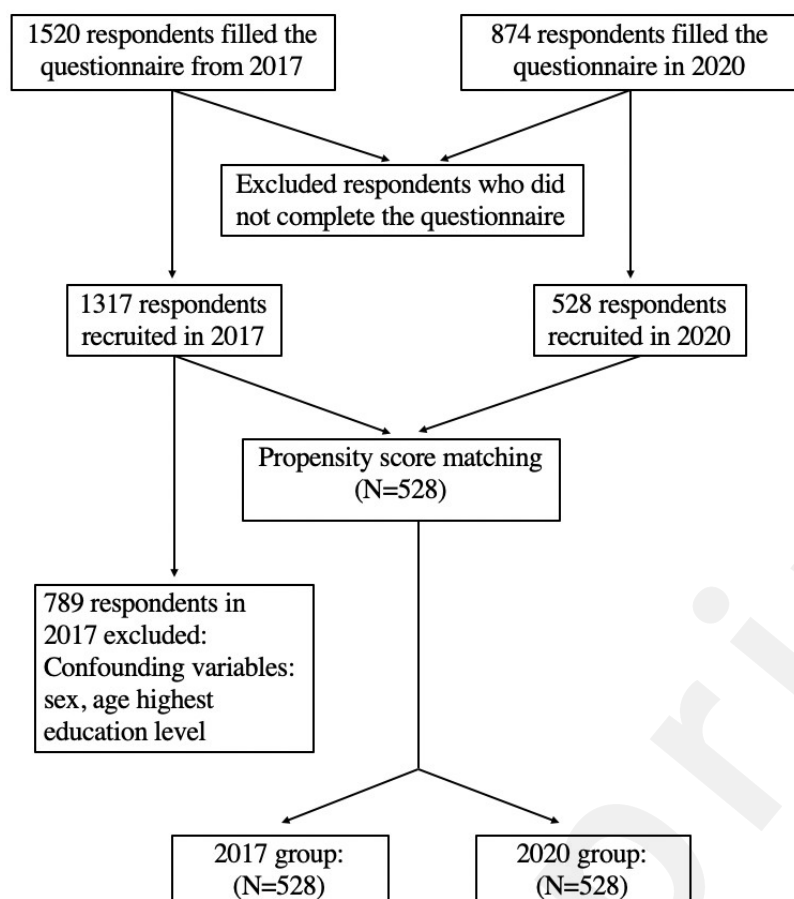 1520 respondents filled the
questionnaire from 2017
874 respondents filled the
questionnaire in 2020
Excluded respondents who did
not complete the questionnaire
1317 respondents
recruited in 2017
528 respondents
recruited in 2020
Propensity score matching
(N=528)
789 respondents in
2017 excluded:
Confounding variables:
sex, age highest
education level
2017 group:
(N=528)
2020 group:
(N=528)